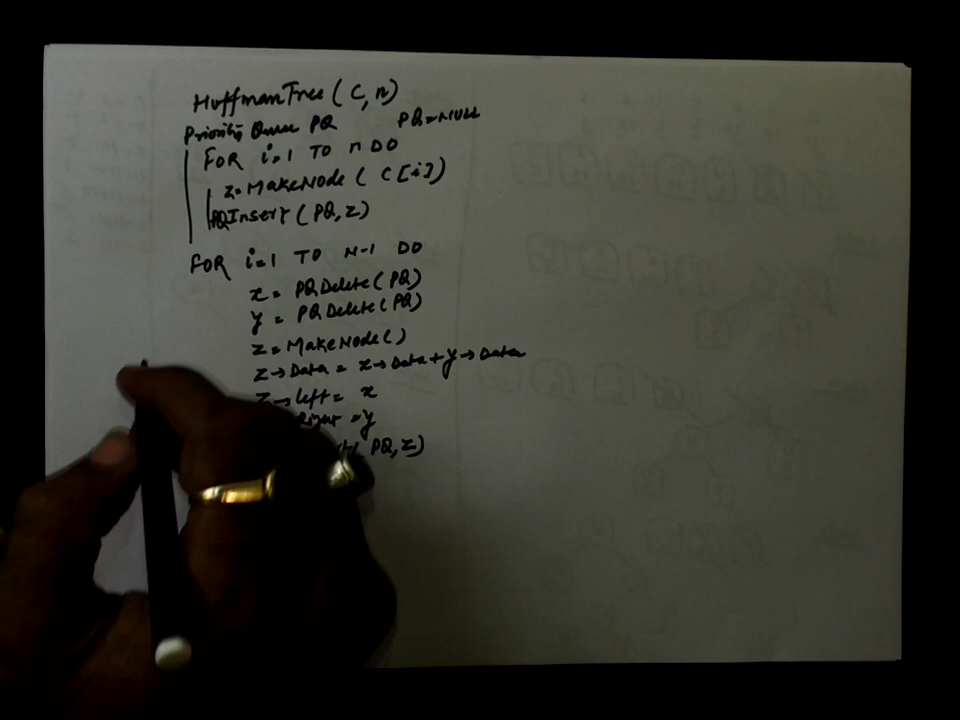 HuffmanTree ( C, n)
Priority Queue PQ PQ=NULL
FOR i=1 TO n DO
z=MakeNode ( C[i])
PQInsert (PQ, z)
FOR i=1 TO N-1 DO
x = PQDelete(PQ)
y = PQDelete(PQ)
z=MakeNode()
z→Data = x→Data+y→Data
z→left= x
=y
PQ,z)